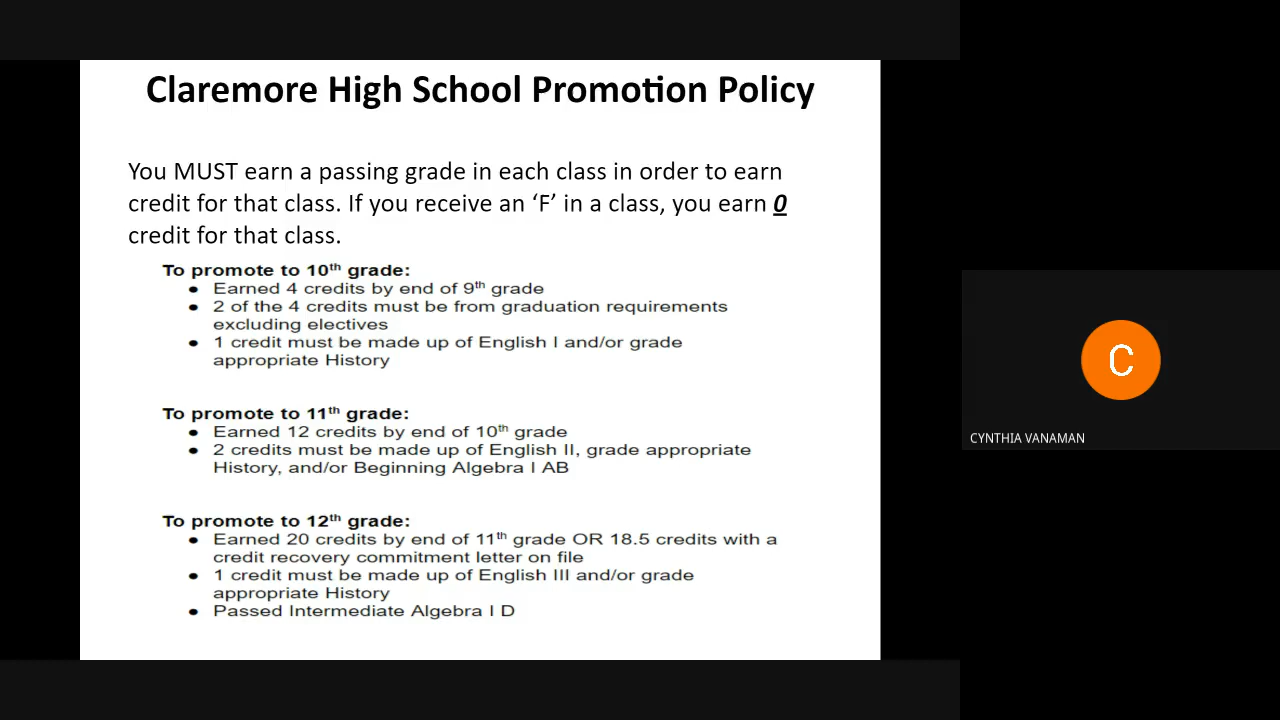 Claremore High School Promotion Policy
You MUST earn a passing grade in each class in order to earn
credit for that class. If you receive an ‘F’ in a class, you earn 0
credit for that class.
To promote to 10th grade:
● Earned 4 credits by end of 9th grade
● 2 of the 4 credits must be from graduation requirements
excluding electives
● 1 credit must be made up of English I and/or grade
appropriate History
To promote to 11th grade:
● Earned 12 credits by end of 10th grade
● 2 credits must be made up of English II, grade appropriate
History, and/or Beginning Algebra I AB
To promote to 12th grade:
● Earned 20 credits by end of 11th grade OR 18.5 credits with a
credit recovery commitment letter on file
● 1 credit must be made up of English III and/or grade
appropriate History
● Passed Intermediate Algebra I D
C
CYNTHIA VANAMAN